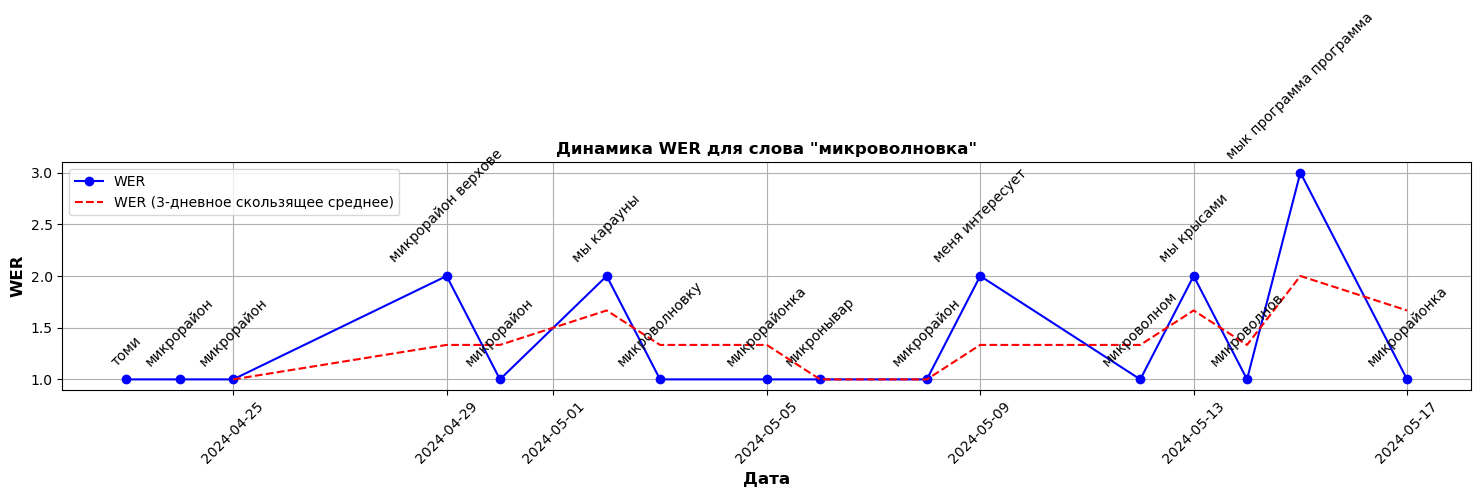 мык программа программа
Динамика WER для слова "микроволновка"
WER
WER (3-дневное скользящее среднее)
микрорайон верхове
мы карауны
меня интересует
мы крысами
томи
микрорайон
микрорайон
микрорайон
микроволновку
микрорайонка
микронывар
микрорайон
микроволном
микроволнов
микрорайонка
WER
3.0
2.5
2.0
1.5
1.0
2024-04-25
2024-04-29
2024-05-01
2024-05-05
2024-05-09
2024-05-13
2024-05-17
Дата